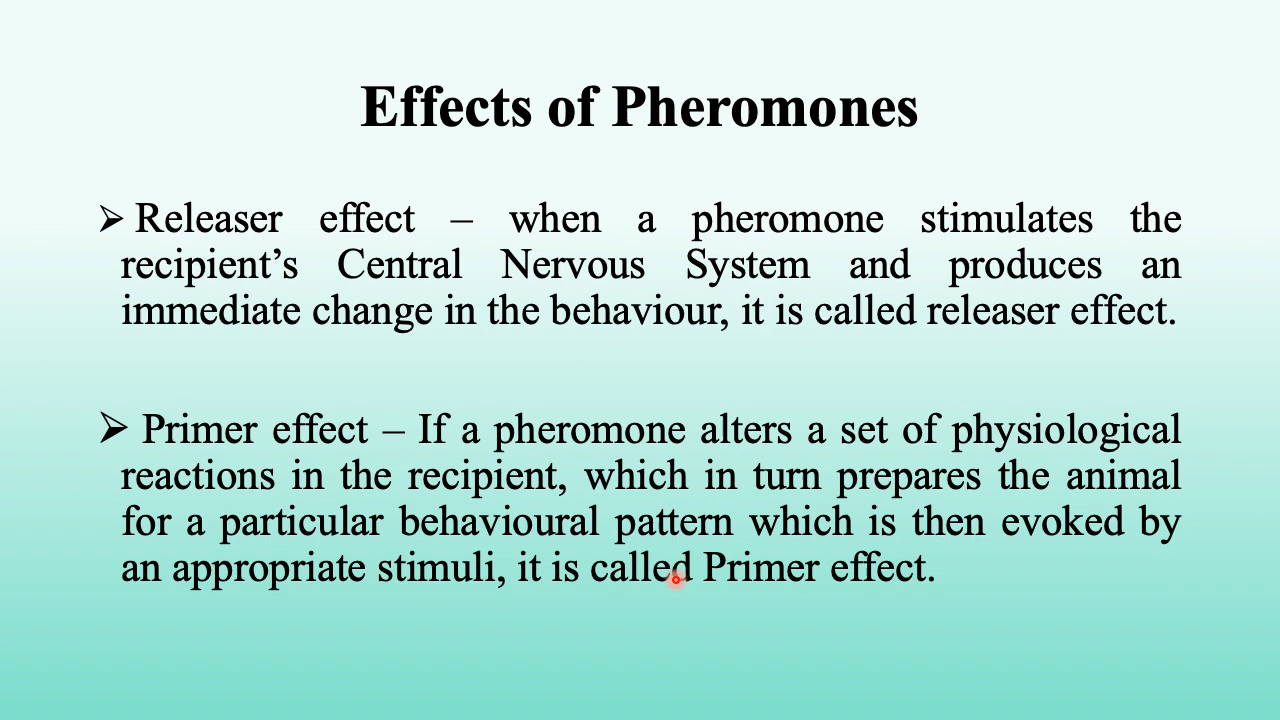 Effects of Pheromones
➢ Releaser effect – when a pheromone stimulates the
recipient’s Central Nervous System and produces an
immediate change in the behaviour, it is called releaser effect.
➢ Primer effect – If a pheromone alters a set of physiological
reactions in the recipient, which in turn prepares the animal
for a particular behavioural pattern which is then evoked by
an appropriate stimuli, it is called Primer effect.